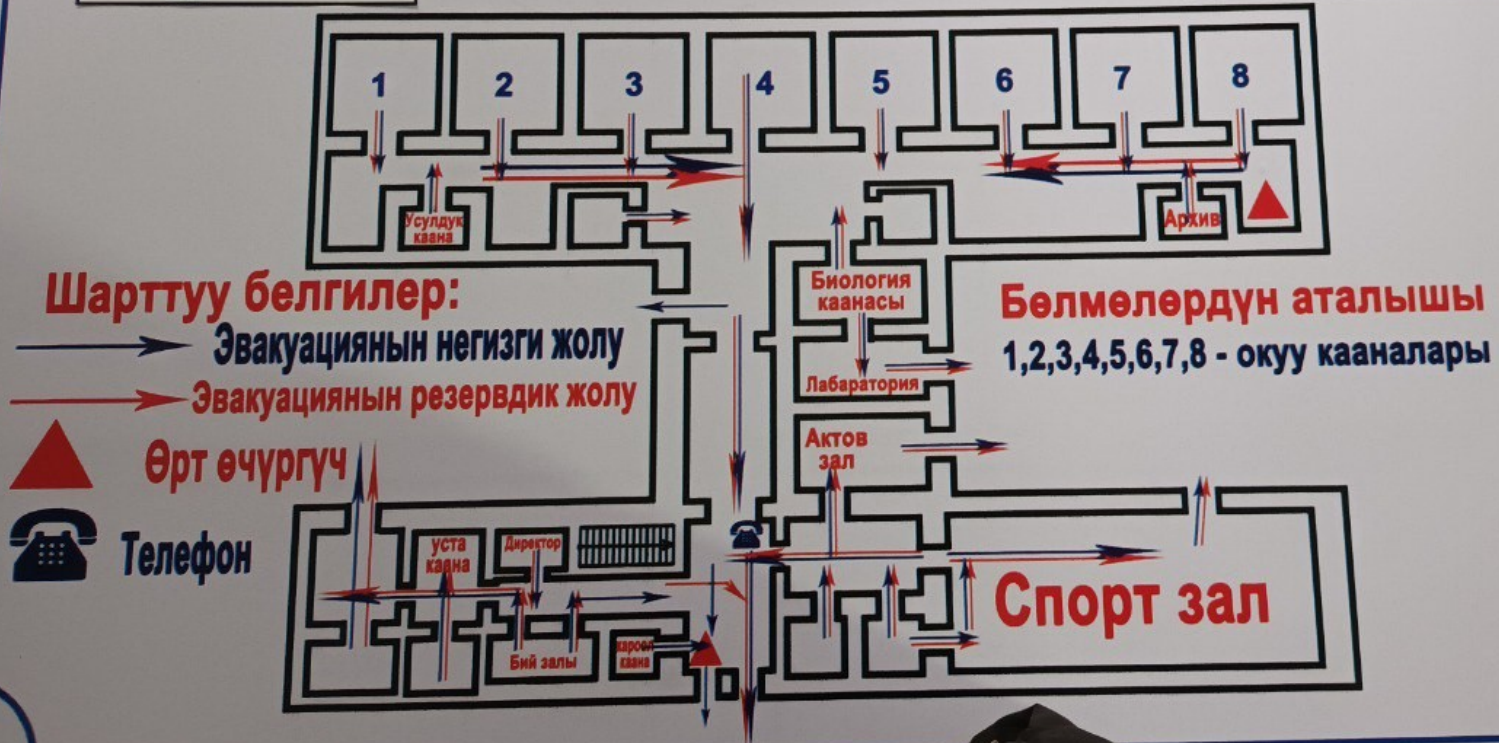 1
2
3
4
5
6
7
8
Усулдук
каана
Архив
Шарттуу белгилер:
Эвакуациянын негизги жолу
Эвакуациянын резервдик жолу
Өрт өчүргүч
Телефон
Биология
каанасы
Лабаратория
Бөлмөлөрдүн аталышы
1,2,3,4,5,6,7,8 - окуу кааналары
Актов
зал
уста
каана
Директор
Бий залы
кароол
каана
Спорт зал